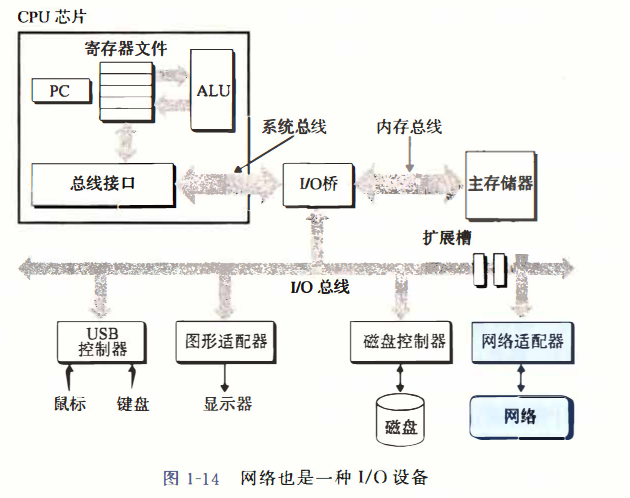 CPU 芯片
寄存器文件
PC
ALU
系统总线
内存总线
总线接口
I/O桥
主存储器
扩展槽
I/O 总线
USB
控制器
图形适配器
磁盘控制器
网络适配器
鼠标
键盘
显示器
磁盘
网络
图 1-14 网络也是一种 I/O 设备